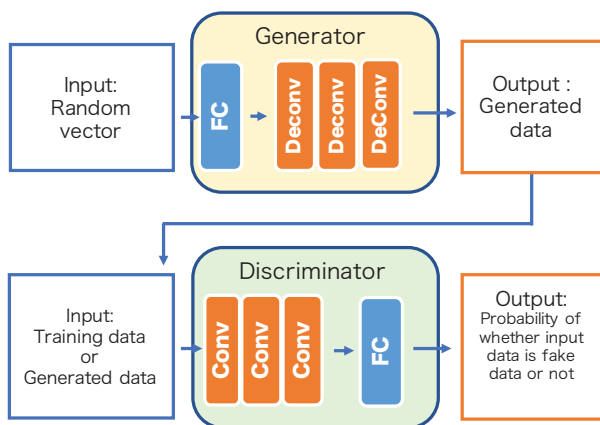 Generator
Input:
Random
vector
FC
Deconv
Deconv
DeConv
Output :
Generated
data
Discriminator
Input:
Training data
or
Generated data
Conv
Conv
Conv
FC
Output:
Probability of
whether input
data is fake
data or not